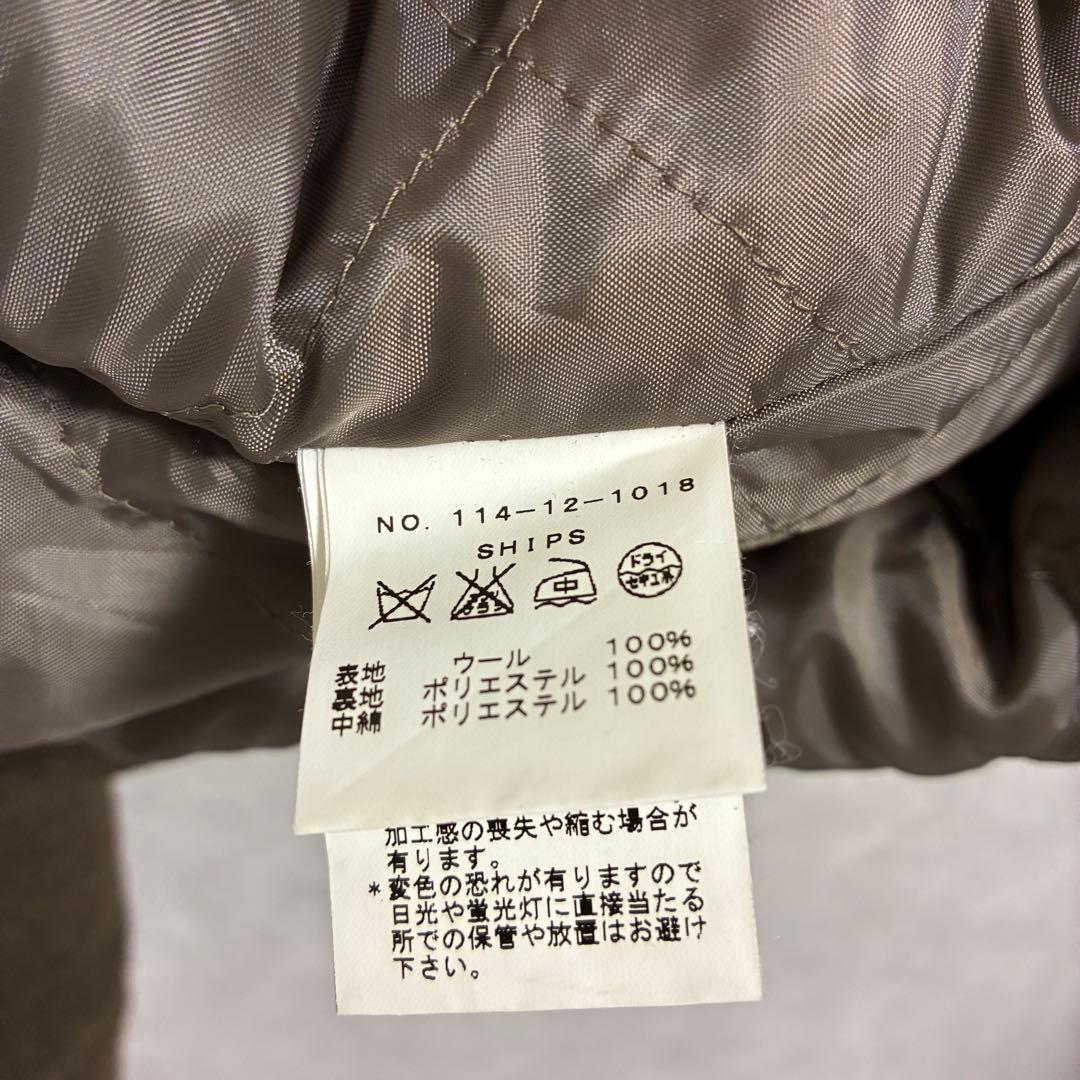 NO. 114-12-1018
SHIPS
中
ドライ
セキユ系
表地 ウール 100%
裏地 ポリエステル 100%
中綿 ポリエステル 100%
加工感の喪失や縮む場合が
有ります。
*変色の恐れが有りますので
日光や蛍光灯に直接当たる
所での保管や放置はお避け
下さい。